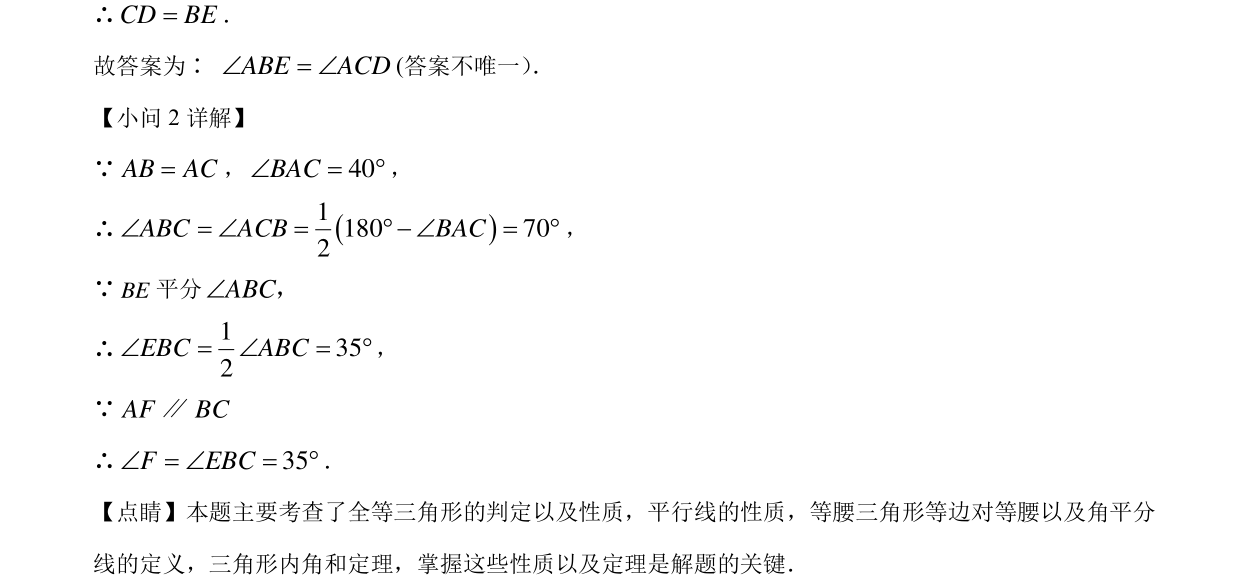 ∴ CD = BE .
故答案为： ∠ABE = ∠ACD (答案不唯一).
【小问 2 详解】
∵ AB = AC ， ∠BAC = 40° ，
∴ ∠ABC = ∠ACB = 1/2 (180° − ∠BAC) = 70° ，
∵ BE 平分 ∠ABC，
∴ ∠EBC = 1/2 ∠ABC = 35° ，
∵ AF ∥ BC
∴ ∠F = ∠EBC = 35° .
【点睛】本题主要考查了全等三角形的判定以及性质，平行线的性质，等腰三角形等边对等腰以及角平分
线的定义，三角形内角和定理，掌握这些性质以及定理是解题的关键．